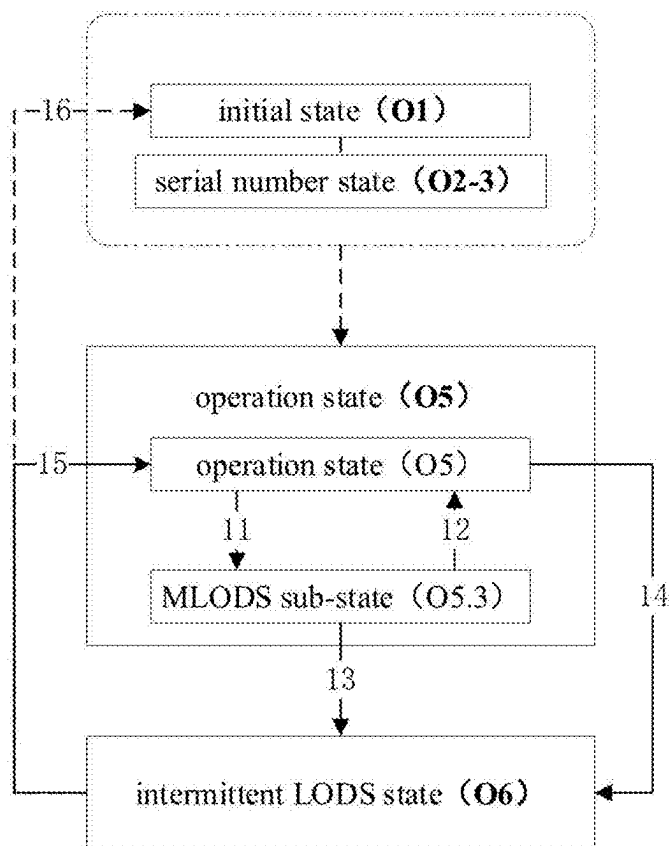 16
initial state（O1）
serial number state（O2-3）
operation state（O5）
15
operation state（O5）
11
12
MLODS sub-state（O5.3）
14
13
intermittent LODS state（O6）